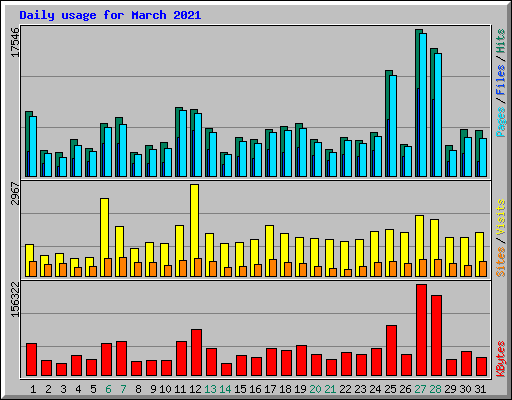 Daily usage for March 2021
17546
2967
156322
Pages / Files / Hits
Sites / Visits
KBytes
1 2 3 4 5 6 7 8 9 10 11 12 13 14 15 16 17 18 19 20 21 22 23 24 25 26 27 28 29 30 31